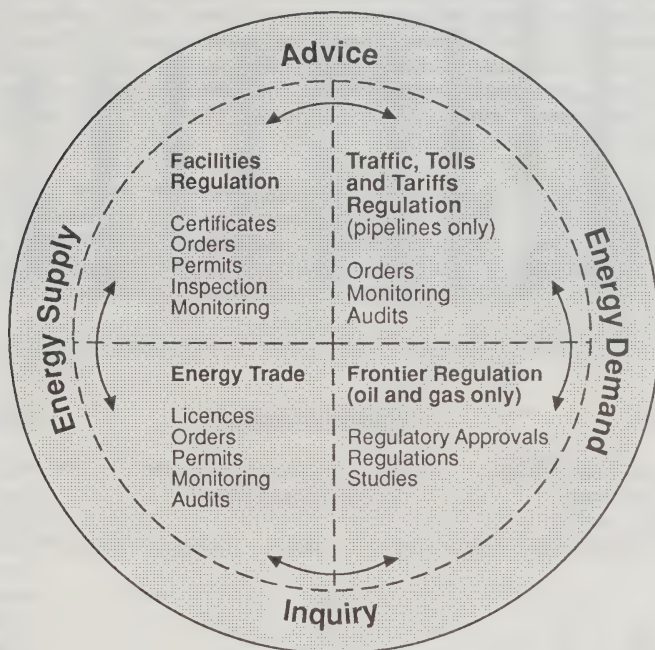 Advice
Facilities
Regulation
Certificates
Orders
Permits
Inspection
Monitoring
Traffic, Tolls
and Tariffs
Regulation
(pipelines only)
Orders
Monitoring
Audits
Energy Supply
Energy Demand
Energy Trade
Licences
Orders
Permits
Monitoring
Audits
Frontier Regulation
(oil and gas only)
Regulatory Approvals
Regulations
Studies
Inquiry